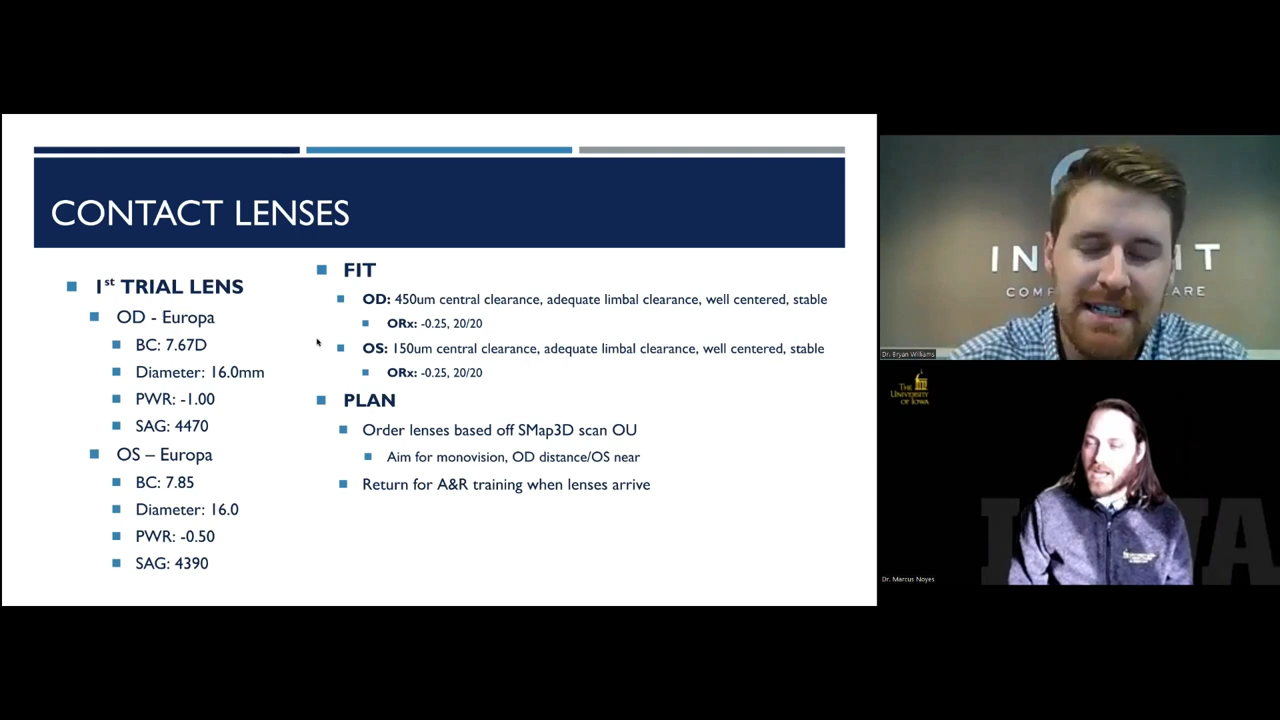 CONTACT LENSES
1st TRIAL LENS
OD - Europa
BC: 7.67D
Diameter: 16.0mm
PWR: -1.00
SAG: 4470
OS – Europa
BC: 7.85
Diameter: 16.0
PWR: -0.50
SAG: 4390
FIT
OD: 450um central clearance, adequate limbal clearance, well centered, stable
ORx: -0.25, 20/20
OS: 150um central clearance, adequate limbal clearance, well centered, stable
ORx: -0.25, 20/20
PLAN
Order lenses based off SMap3D scan OU
Aim for monovision, OD distance/OS near
Return for A&R training when lenses arrive
Dr. Bryan Williams
THE
UNIVERSITY
OF IOWA
Dr. Marcus Noyes